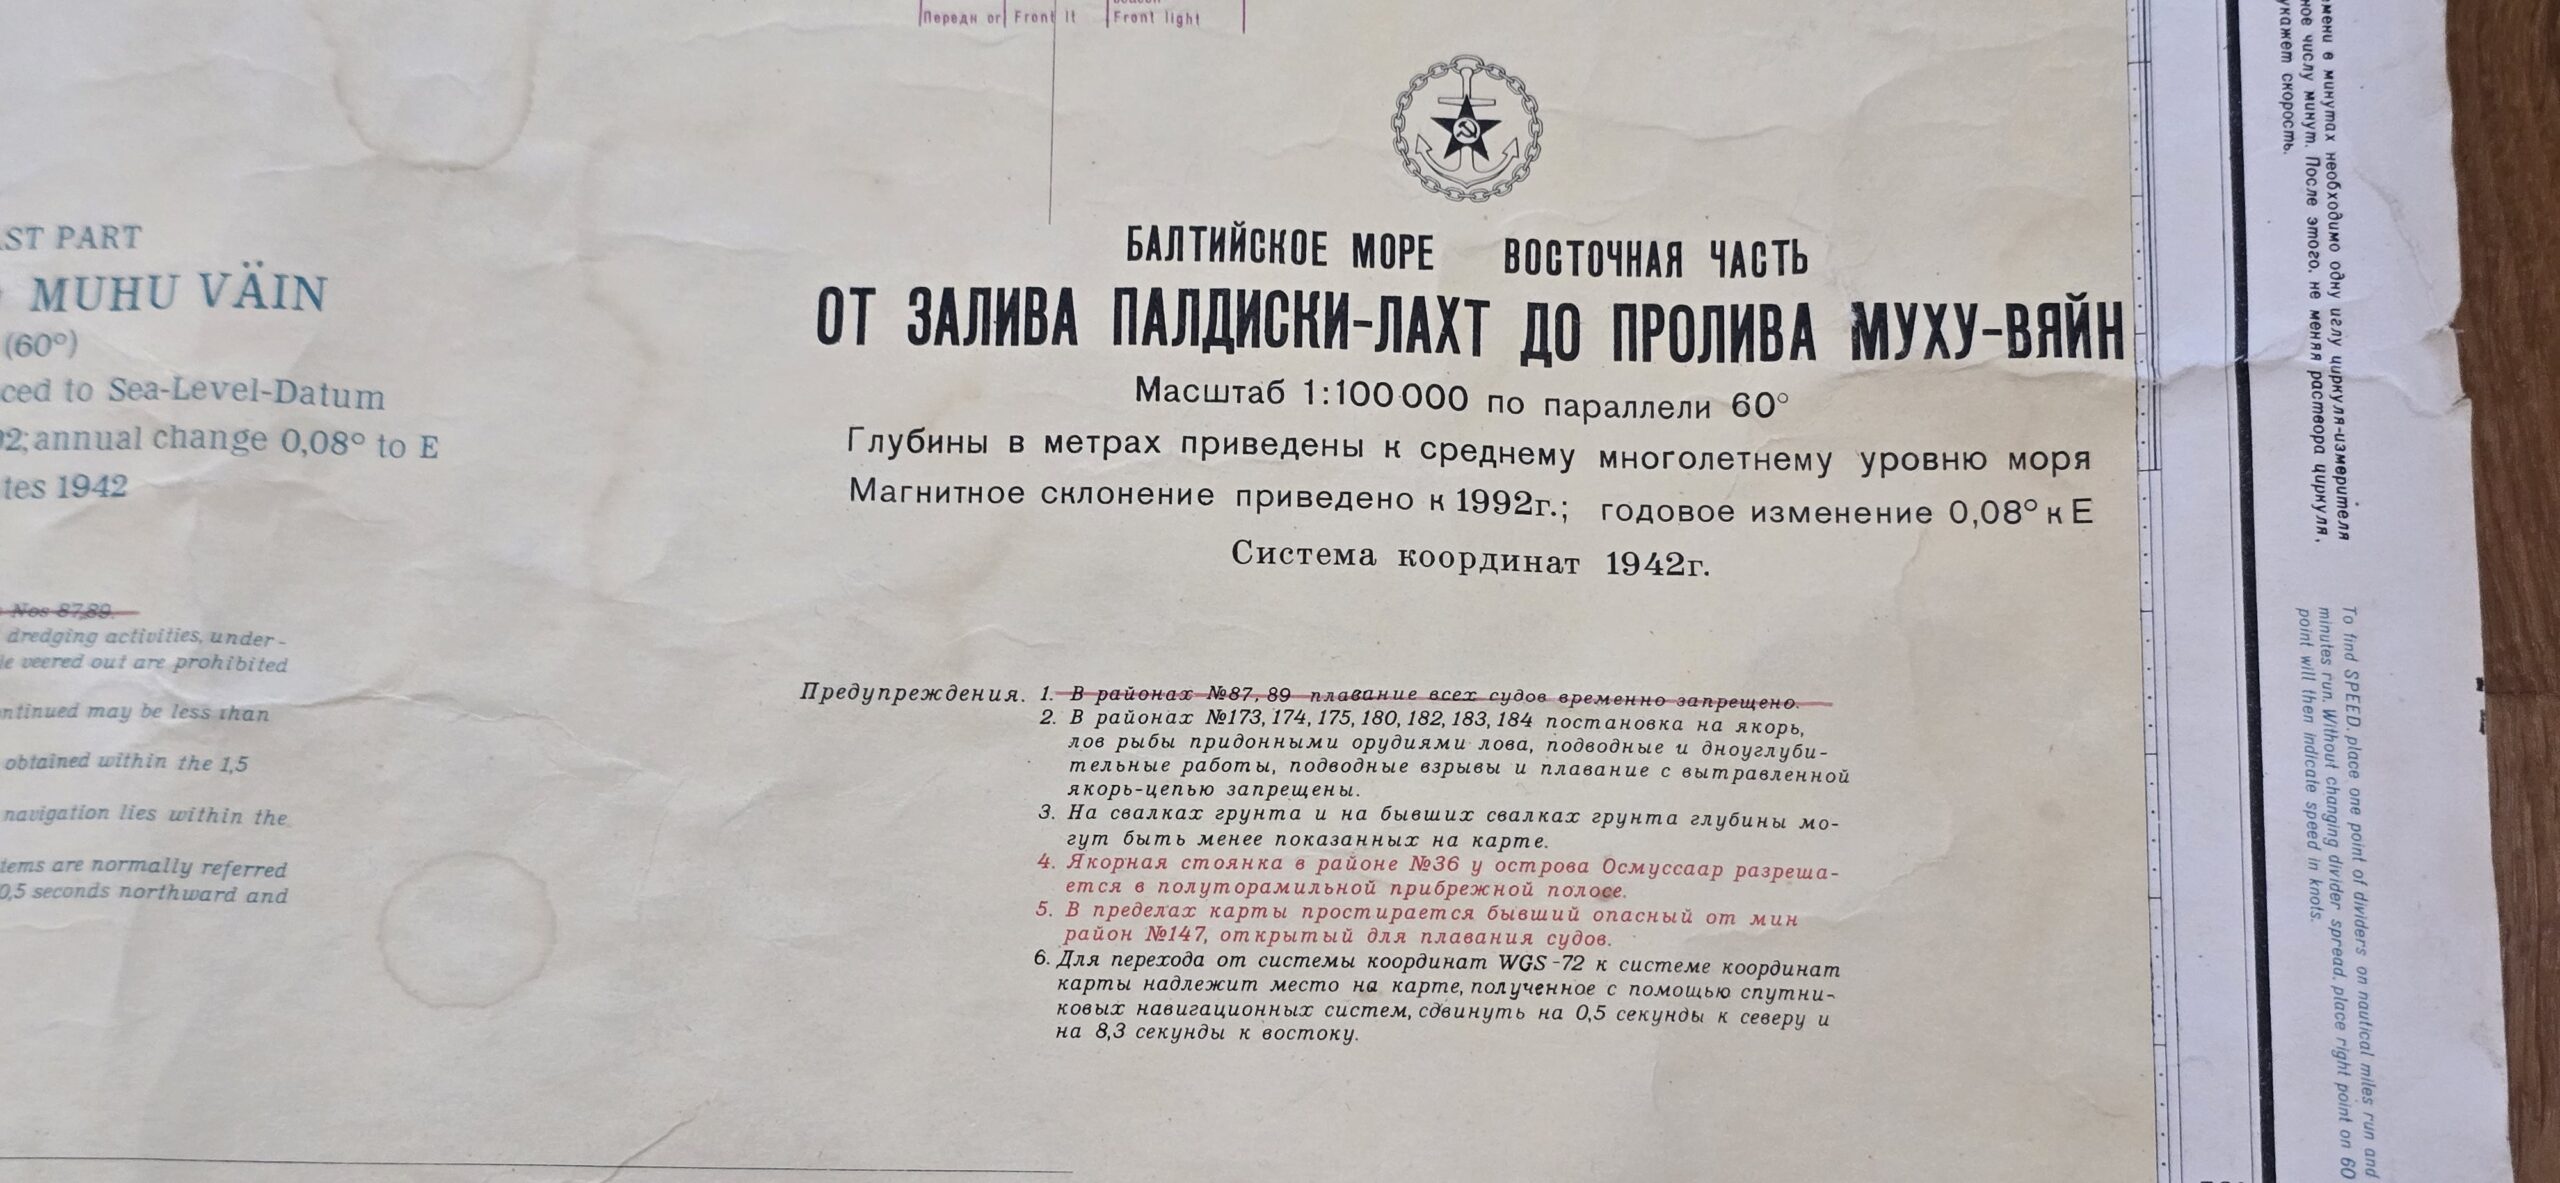 Передн ог Front lt Front light
AST PART
MUHU VÄIN
(60°)
ced to Sea-Level-Datum
92; annual change 0,08° to E
tes 1942
Nos 87,89.
dredging activities, under-
le veered out are prohibited
ntinued may be less than
obtained within the 1,5
navigation lies within the
tems are normally referred
0,5 seconds northward and
БАЛТИЙСКОЕ МОРЕ ВОСТОЧНАЯ ЧАСТЬ
ОТ ЗАЛИВА ПАЛДИСКИ-ЛАХТ ДО ПРОЛИВА МУХУ-ВЯЙН
Масштаб 1:100 000 по параллели 60°
Глубины в метрах приведены к среднему многолетнему уровню моря
Магнитное склонение приведено к 1992г.; годовое изменение 0,08° к E
Система координат 1942г.
Предупреждения. 1. В районах №87, 89 плавание всех судов временно запрещено.
2. В районах №173, 174, 175, 180, 182, 183, 184 постановка на якорь,
лов рыбы придонными орудиями лова, подводные и дноуглуби-
тельные работы, подводные взрывы и плавание с вытравленной
якорь-цепью запрещены.
3. На свалках грунта и на бывших свалках грунта глубины мо-
гут быть менее показанных на карте.
4. Якорная стоянка в районе №36 у острова Осмуссаар разреша-
ется в полуторамильной прибрежной полосе.
5. В пределах карты простирается бывший опасный от мин
район №147, открытый для плавания судов.
6. Для перехода от системы координат WGS-72 к системе координат
карты надлежит место на карте, полученное с помощью спутни-
ковых навигационных систем, сдвинуть на 0,5 секунды к северу и
на 8,3 секунды к востоку.
емени в минутах необходимо одну иглу циркуля-измерителя
ное числу минут. После этого, не меняя раствора циркуля,
укажет скорость.
To find SPEED, place one point of dividers on nautical miles run and
minutes run. Without changing divider spread, place right point on 60
point will then indicate speed in knots.